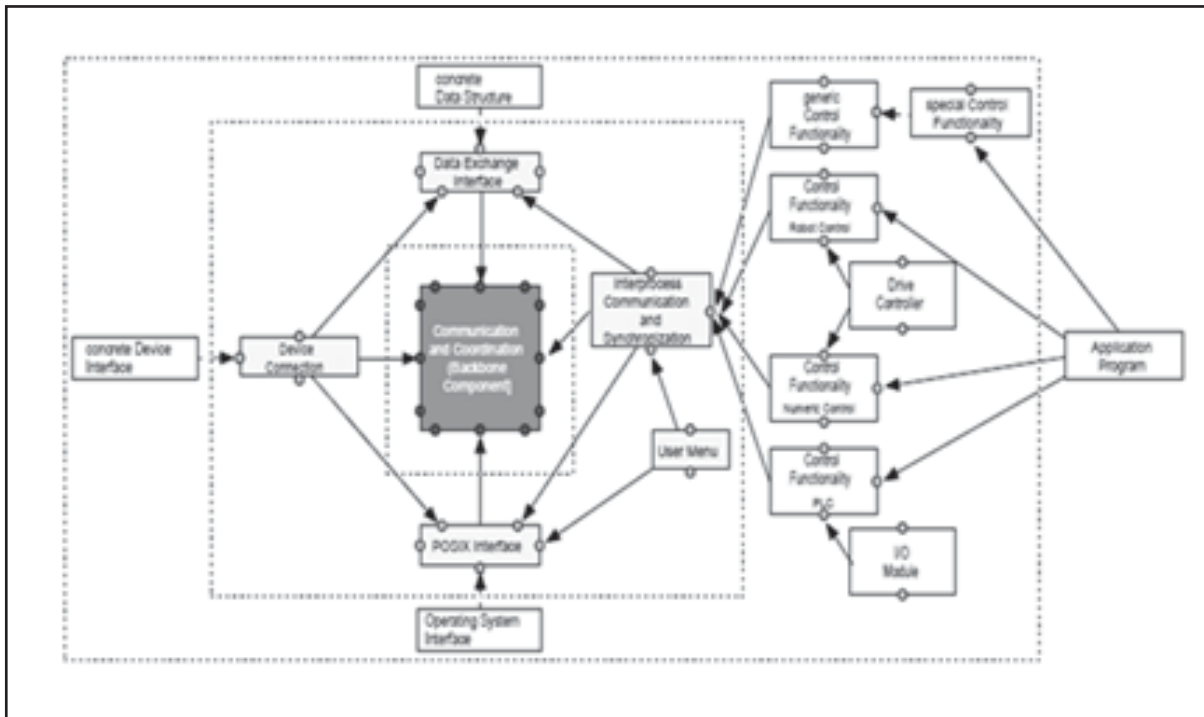 concrete
Data Structure
Data Exchange
Interface
generic
Control
Functionality
special Control
Functionality
Control
Functionality
Robot Control
Interprocess
Communication
and
Synchronization
Drive
Controller
Communication
and Coordination
(Backbone
Component]
concrete Device
Interface
Device
Connection
Application
Program
Control
Functionality
Numeric Control
User Menu
Control
Functionality
PLC
POSIX Interface
I/O
Module
Operating System
Interface